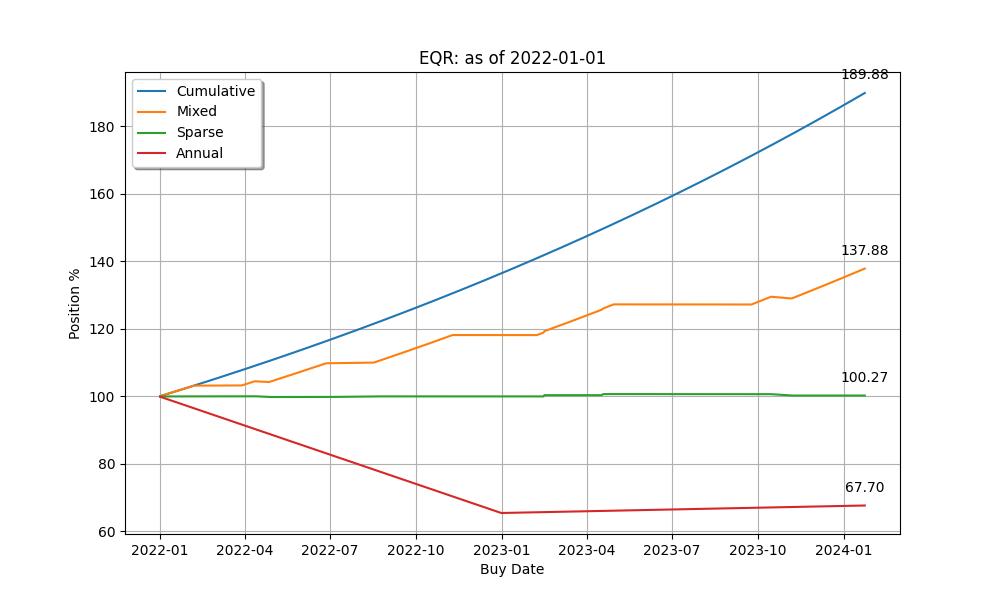 EQR: as of 2022-01-01
189.88
Cumulative
Mixed
Sparse
Annual
180
160
140
120
100
80
60
137.88
100.27
67.70
Position %
2022-01 2022-04 2022-07 2022-10 2023-01 2023-04 2023-07 2023-10 2024-01
Buy Date